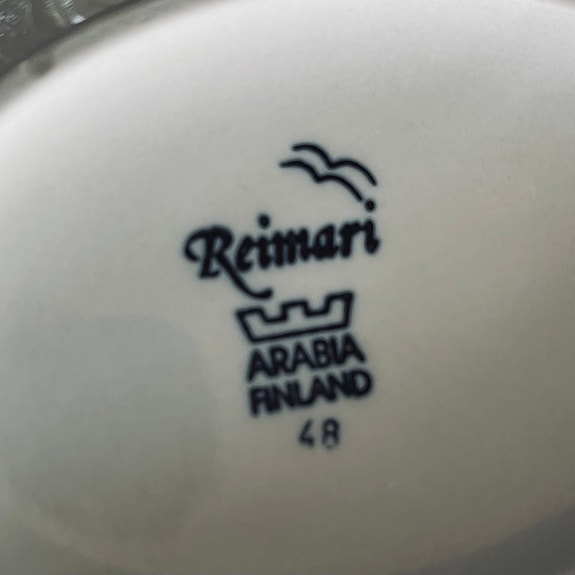 Reimari
ARABIA
FINLAND
48